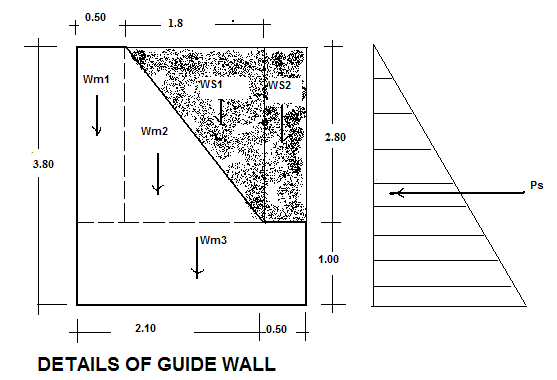 0.50 1.8
Wm1
WS1 WS2
Wm2
3.80
2.80
Ps
Wm3
1.00
2.10 0.50
DETAILS OF GUIDE WALL